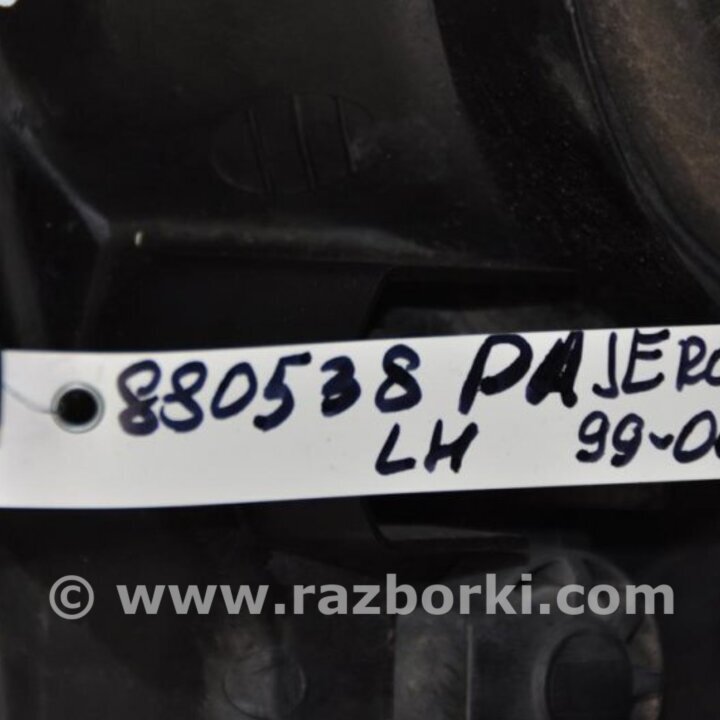 880538 PAJERO
LH 99-0
© www.razborki.com